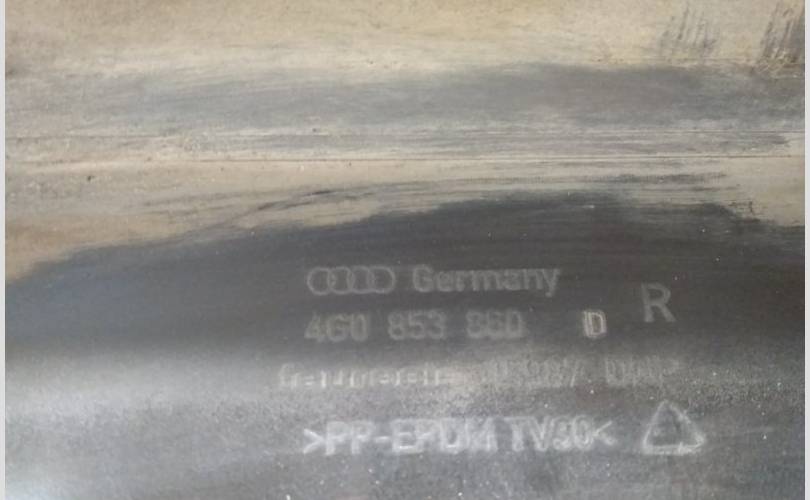 Germany
4G0 853 860 D R
>PP-EPDM TV30<